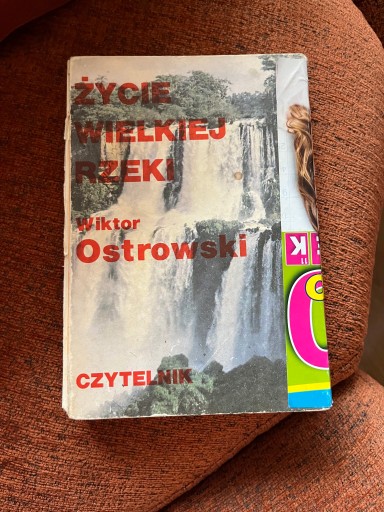 ŻYCIE
WIELKIEJ
RZEKI
Wiktor
Ostrowski
CZYTELNIK